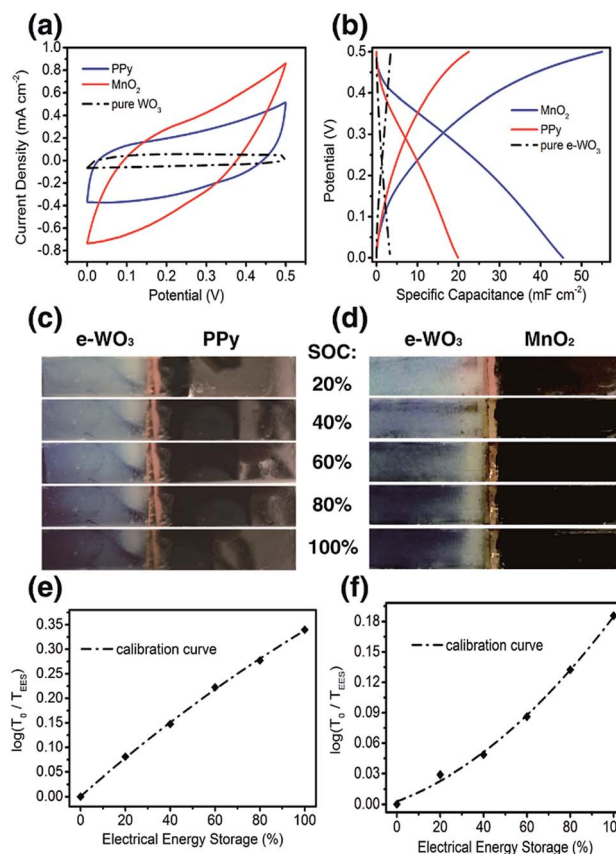 (a)
1.0
0.8
0.6
0.4
0.2
0.0
-0.2
-0.4
-0.6
-0.8
Current Density (mA cm⁻²)
PPy
MnO₂
pure WO₃
0.0 0.1 0.2 0.3 0.4 0.5
Potential (V)
(b)
0.5
0.4
0.3
0.2
0.1
0.0
Potential (V)
MnO₂
PPy
pure e-WO₃
0 10 20 30 40 50
Specific Capacitance (mF cm⁻²)
(c)
e-WO₃ PPy
SOC:
20%
40%
60%
80%
100%
(d)
e-WO₃ MnO₂
(e)
0.35
0.30
0.25
0.20
0.15
0.10
0.05
0.00
log(T₀ / T_EES)
calibration curve
0 20 40 60 80 100
Electrical Energy Storage (%)
(f)
0.18
0.15
0.12
0.09
0.06
0.03
0.00
log(T₀ / T_EES)
calibration curve
0 20 40 60 80 100
Electrical Energy Storage (%)